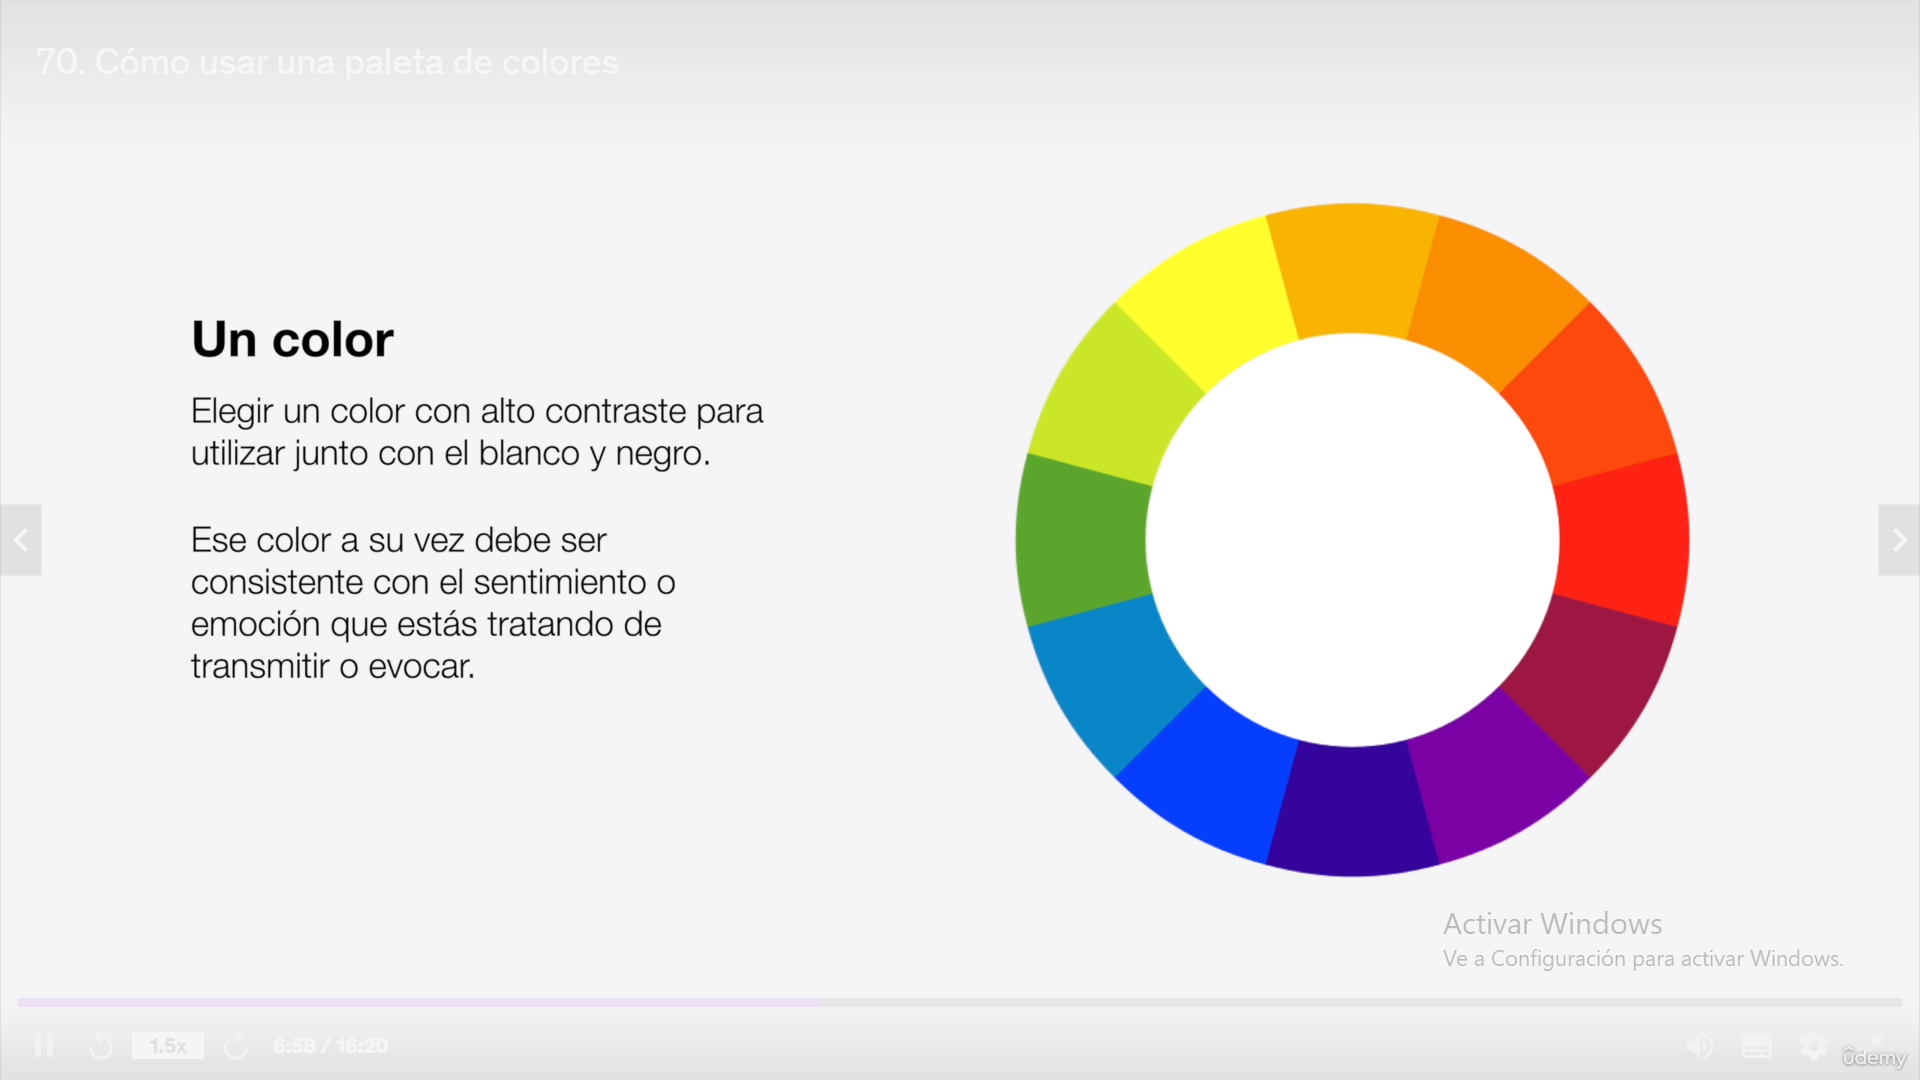 70. Cómo usar una paleta de colores
Un color
Elegir un color con alto contraste para
utilizar junto con el blanco y negro.
Ese color a su vez debe ser
consistente con el sentimiento o
emoción que estás tratando de
transmitir o evocar.
Activar Windows
Ve a Configuración para activar Windows.
1.5x
6:58 / 16:20
ûdemy